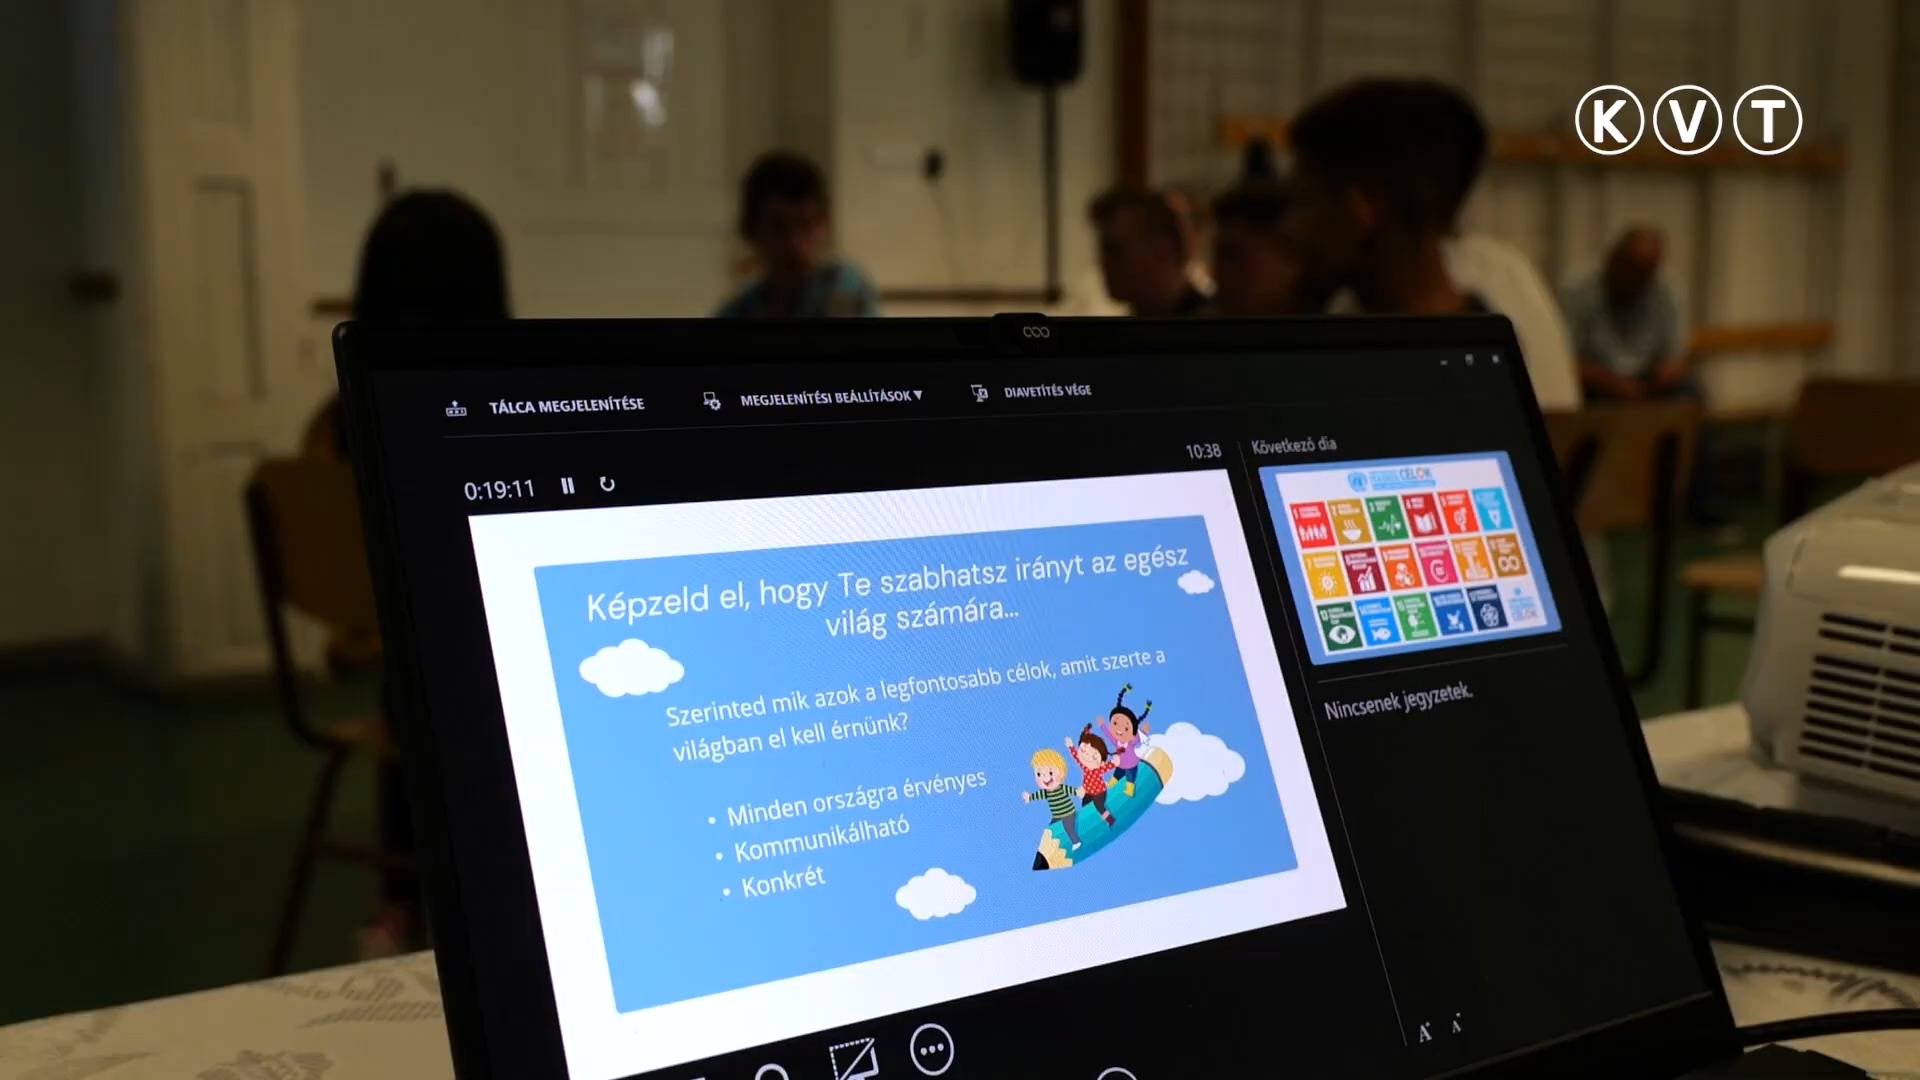 KVT
TÁLCA MEGJELENÍTÉSE
MEGJELENÍTÉSI BEÁLLÍTÁSOK
DIAVETÍTÉS VÉGE
0:19:11
10:38
Képzeld el, hogy Te szabhatsz irányt az egész
világ számára...
Szerinted mik azok a legfontosabb célok, amit szerte a
világban el kell érnünk?
• Minden országra érvényes
• Kommunikálható
• Konkrét
Következő dia
CÉLOK
Nincsenek jegyzetek.